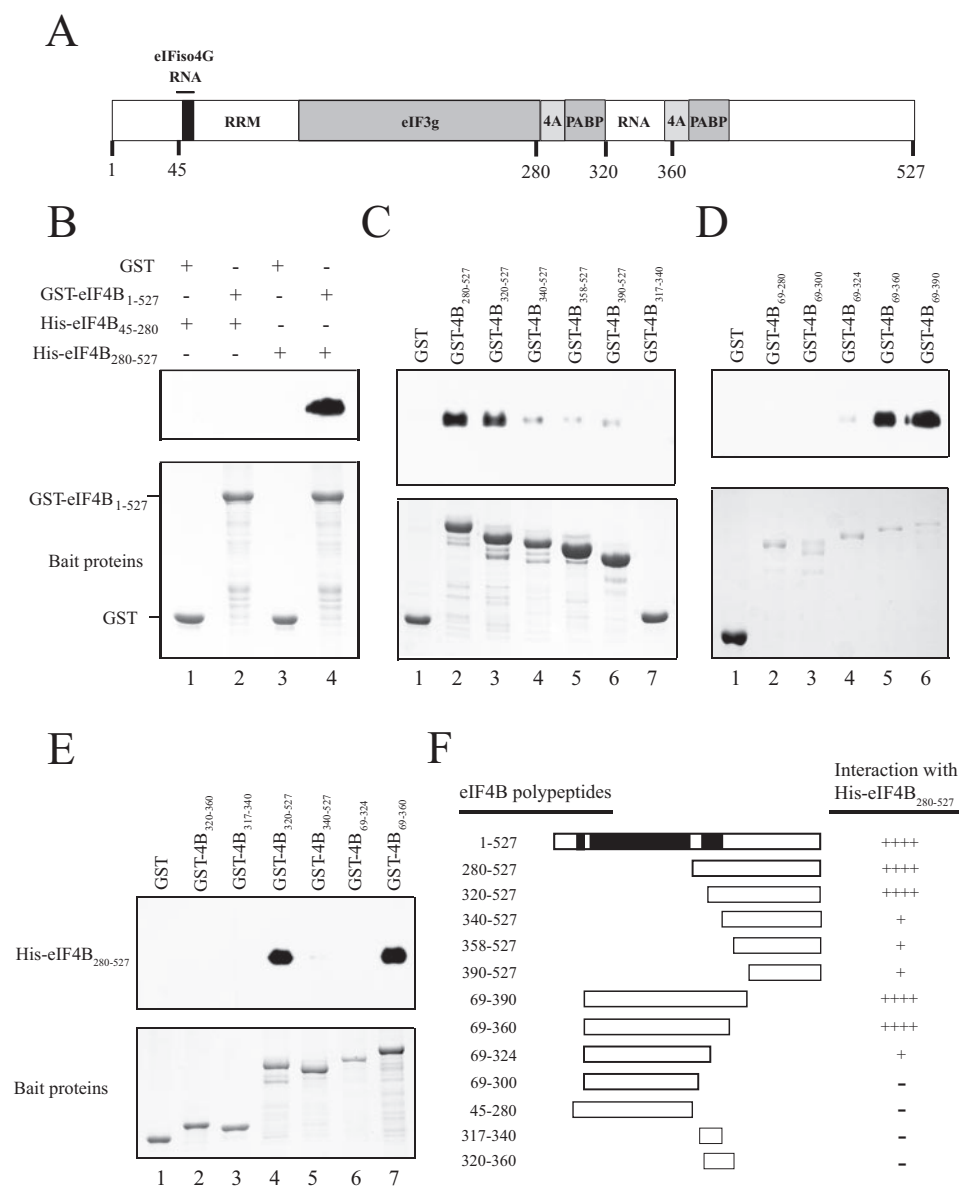 A
eIFiso4G
RNA
RRM eIF3g 4A PABP RNA 4A PABP
1 45 280 320 360 527
B
GST + - + -
GST-eIF4B1-527 - + - +
His-eIF4B45-280 + + - -
His-eIF4B280-527 - - + +
GST-eIF4B1-527
Bait proteins
GST
1 2 3 4
C
GST GST-4B280-527 GST-4B320-527 GST-4B340-527 GST-4B358-527 GST-4B390-527 GST-4B317-340
1 2 3 4 5 6 7
D
GST GST-4B69-280 GST-4B69-300 GST-4B69-324 GST-4B69-360 GST-4B69-390
1 2 3 4 5 6
E
GST GST-4B320-360 GST-4B317-340 GST-4B320-527 GST-4B340-527 GST-4B69-324 GST-4B69-360
His-eIF4B280-527
Bait proteins
1 2 3 4 5 6 7
F
eIF4B polypeptides
Interaction with
His-eIF4B280-527
1-527 ++++
280-527 ++++
320-527 ++++
340-527 +
358-527 +
390-527 +
69-390 ++++
69-360 ++++
69-324 +
69-300 -
45-280 -
317-340 -
320-360 -